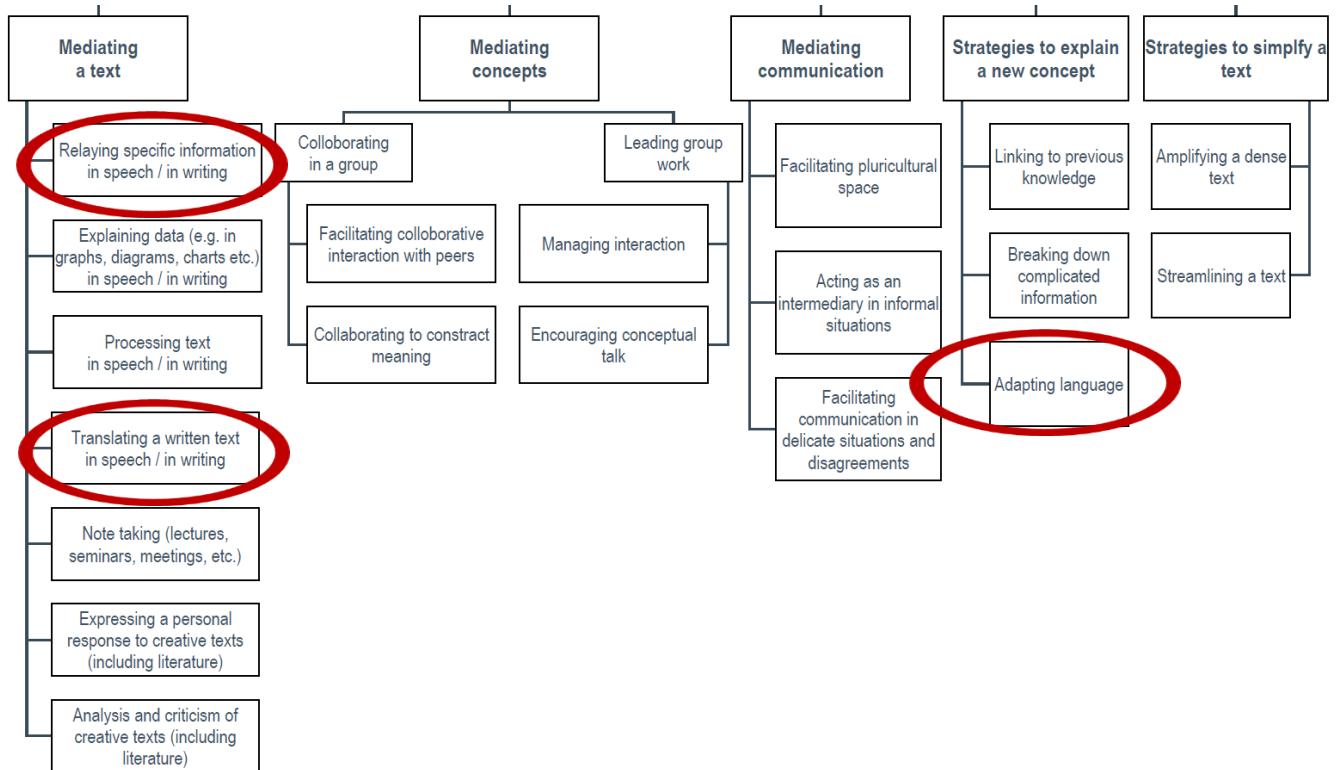 Mediating
a text
Relaying specific information
in speech / in writing
Explaining data (e.g. in
graphs, diagrams, charts etc.)
in speech / in writing
Processing text
in speech / in writing
Translating a written text
in speech / in writing
Note taking (lectures,
seminars, meetings, etc.)
Expressing a personal
response to creative texts
(including literature)
Analysis and criticism of
creative texts (including
literature)
Mediating
concepts
Collaborating
in a group
Facilitating collaborative
interaction with peers
Collaborating to constract
meaning
Leading group
work
Managing interaction
Encouraging conceptual
talk
Mediating
communication
Facilitating pluricultural
space
Acting as an
intermediary in informal
situations
Facilitating
communication in
delicate situations and
disagreements
Strategies to explain
a new concept
Linking to previous
knowledge
Breaking down
complicated
information
Adapting language
Strategies to simplfy a
text
Amplifying a dense
text
Streamlining a text